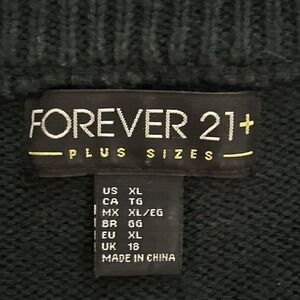 FOREVER 21+
PLUS SIZES
US XL
CA TG
MX XL/EG
BR GG
EU XL
UK 18
MADE IN CHINA